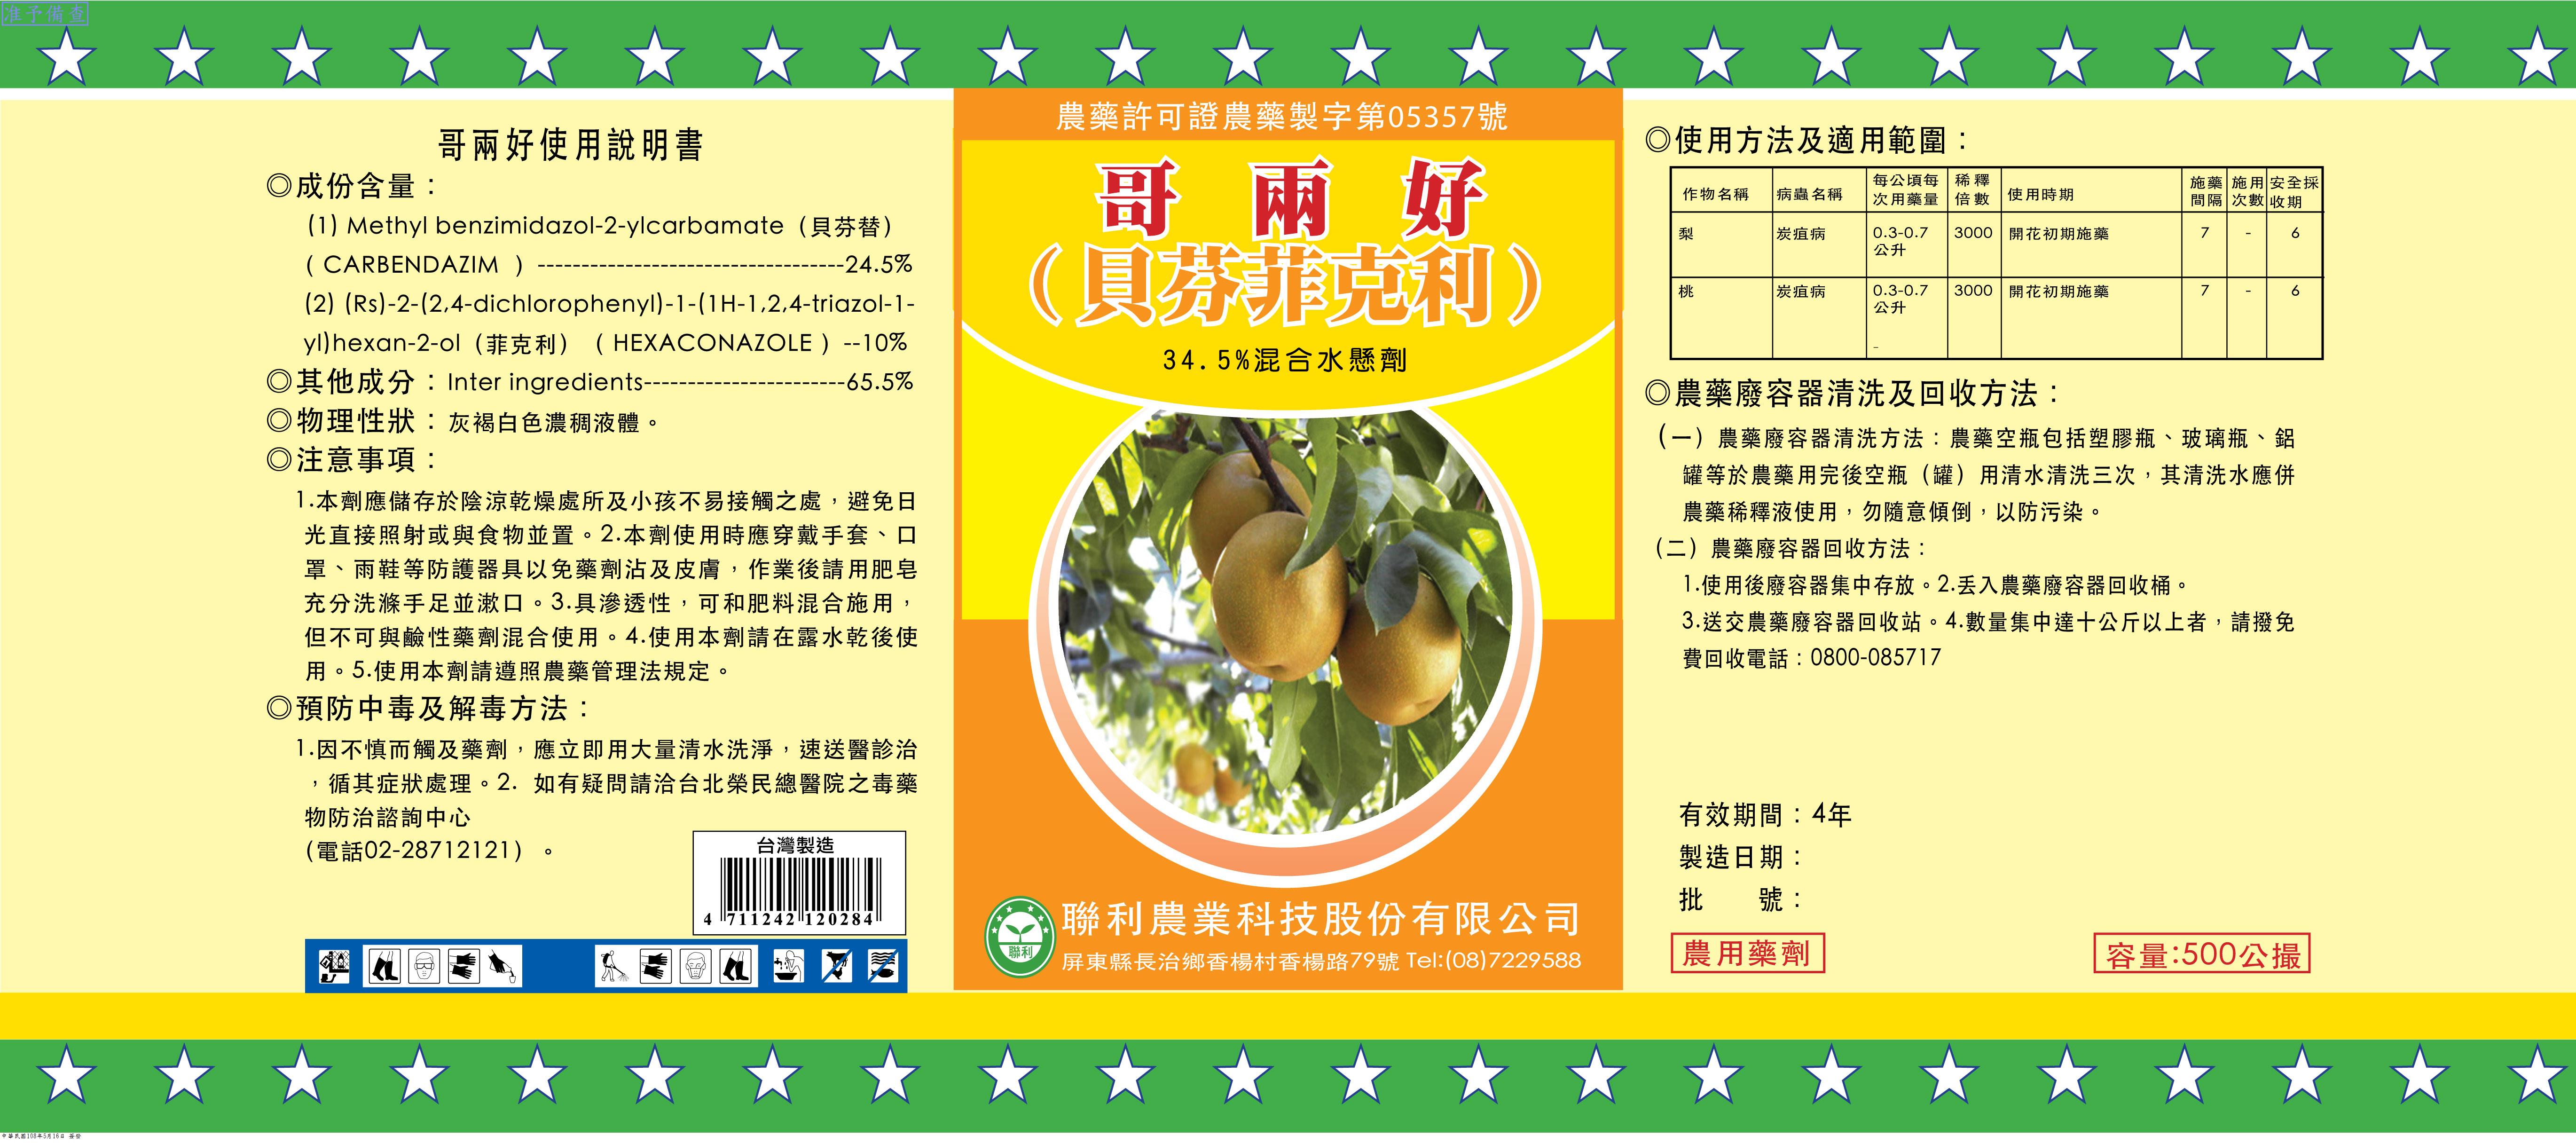 准予備查
哥兩好使用說明書
◎成份含量：
(1) Methyl benzimidazol-2-ylcarbamate（貝芬替）
( CARBENDAZIM ) -----------------------------------24.5%
(2) (Rs)-2-(2,4-dichlorophenyl)-1-(1H-1,2,4-triazol-1-
yl)hexan-2-ol（菲克利）( HEXACONAZOLE ) --10%
◎其他成分：Inter ingredients-----------------------65.5%
◎物理性狀：灰褐白色濃稠液體。
◎注意事項：
1.本劑應儲存於陰涼乾燥處所及小孩不易接觸之處，避免日
光直接照射或與食物並置。2.本劑使用時應穿戴手套、口
罩、雨鞋等防護器具以免藥劑沾及皮膚，作業後請用肥皂
充分洗滌手足並漱口。3.具滲透性，可和肥料混合施用，
但不可與鹼性藥劑混合使用。4.使用本劑請在露水乾後使
用。5.使用本劑請遵照農藥管理法規定。
◎預防中毒及解毒方法：
1.因不慎而觸及藥劑，應立即用大量清水洗淨，速送醫診治
，循其症狀處理。2. 如有疑問請洽台北榮民總醫院之毒藥
物防治諮詢中心
(電話02-28712121) 。
台灣製造
4 711242 120284
農藥許可證農藥製字第05357號
哥 兩 好
（貝芬菲克利）
34.5%混合水懸劑
聯利
聯利農業科技股份有限公司
屏東縣長治鄉香楊村香楊路79號 Tel:(08)7229588
◎使用方法及適用範圍：
作物名稱 病蟲名稱 每公頃每次用藥量 稀釋倍數 使用時期 施藥間隔 施用次數 安全採收期
梨 炭疽病 0.3-0.7公升 3000 開花初期施藥 7 - 6
桃 炭疽病 0.3-0.7公升 3000 開花初期施藥 7 - 6
-
◎農藥廢容器清洗及回收方法：
(一) 農藥廢容器清洗方法：農藥空瓶包括塑膠瓶、玻璃瓶、鋁
罐等於農藥用完後空瓶（罐）用清水清洗三次，其清洗水應併
農藥稀釋液使用，勿隨意傾倒，以防污染。
(二) 農藥廢容器回收方法：
1.使用後廢容器集中存放。2.丟入農藥廢容器回收桶。
3.送交農藥廢容器回收站。4.數量集中達十公斤以上者，請撥免
費回收電話：0800-085717
有效期間：4年
製造日期：
批　　號：
農用藥劑
容量:500公撮
中華民國108年5月16日 簽發